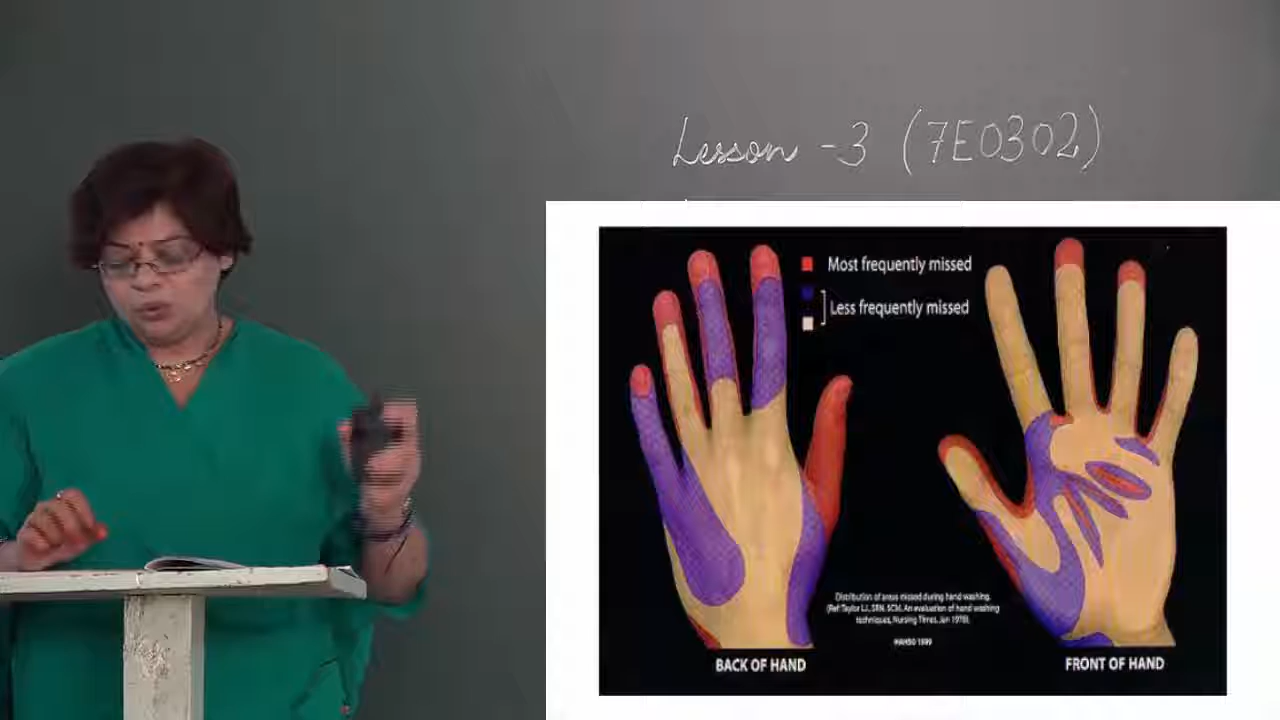 Lesson - 3 (7E0302)
Most frequently missed
Less frequently missed
Distribution of areas missed during hand washing.
(Ref: Taylor LJ, SRN, SCM, An evaluation of hand washing
techniques, Nursing Times, Jan 1978).
BACK OF HAND
FRONT OF HAND